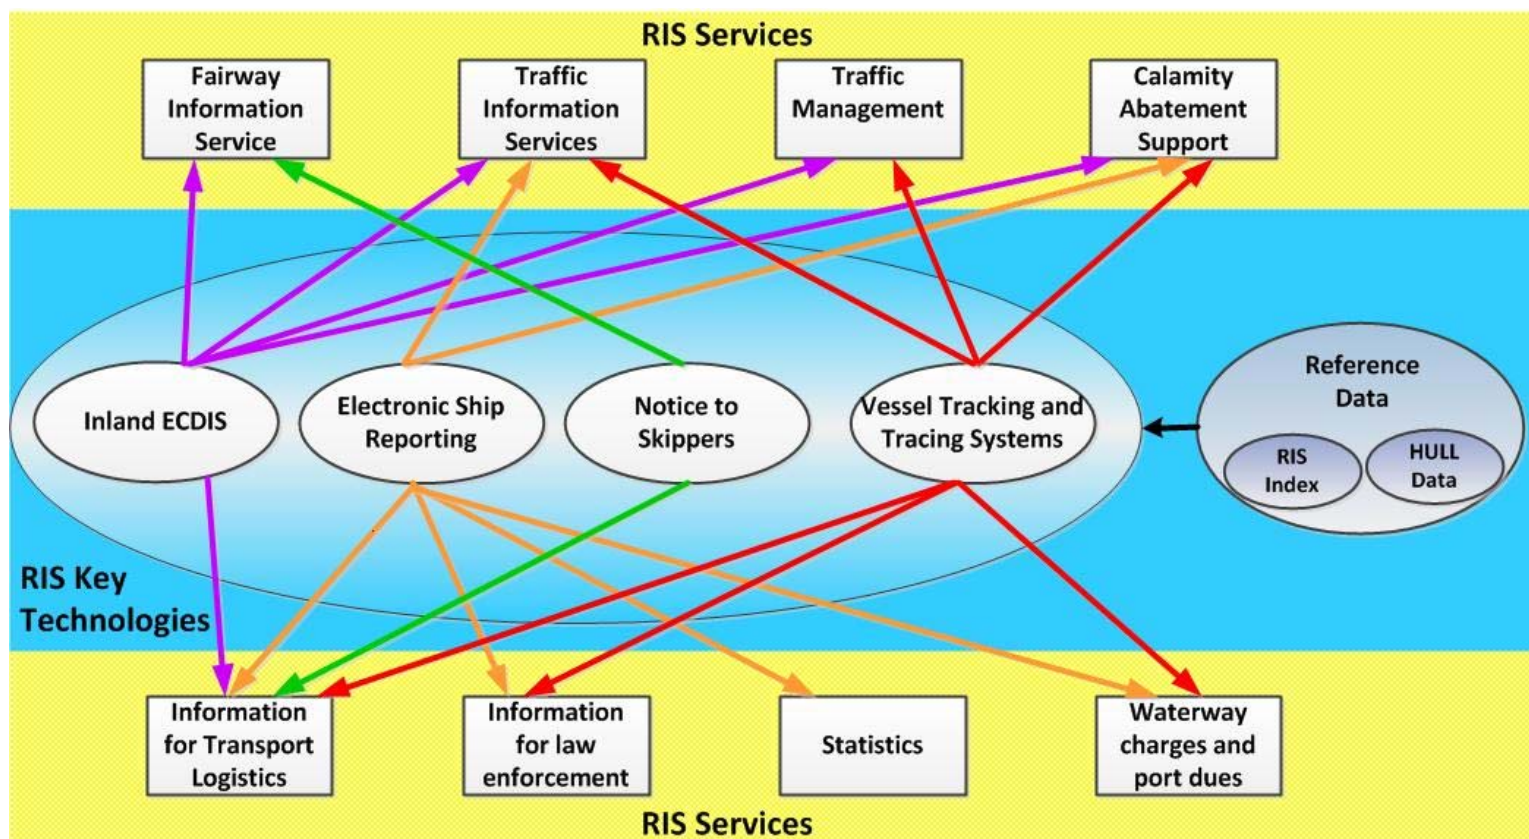 RIS Services
Fairway
Information
Service
Traffic
Information
Services
Traffic
Management
Calamity
Abatement
Support
Inland ECDIS
Electronic Ship
Reporting
Notice to
Skippers
Vessel Tracking and
Tracing Systems
Reference
Data
RIS
Index
HULL
Data
RIS Key
Technologies
Information
for Transport
Logistics
Information
for law
enforcement
Statistics
Waterway
charges and
port dues
RIS Services